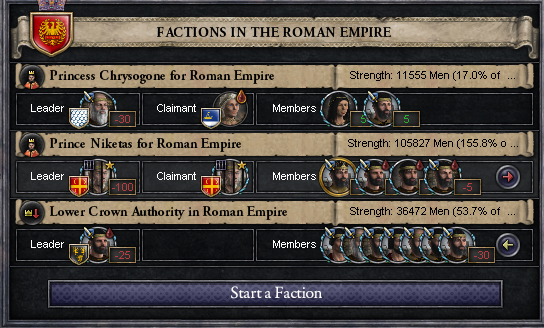 FACTIONS IN THE ROMAN EMPIRE
Princess Chrysogone for Roman Empire Strength: 11555 Men (17.0% of ...
Leader -30 Claimant Members 5 5
Prince Niketas for Roman Empire Strength: 105827 Men (155.8% o ...
Leader -100 Claimant Members -5
Lower Crown Authority in Roman Empire Strength: 36472 Men (53.7% of ...
Leader -25 Members -30
Start a Faction